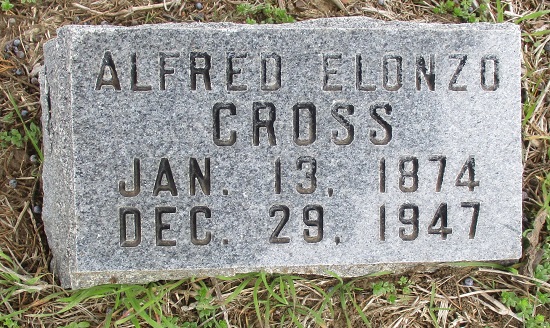 ALFRED ELONZO
CROSS
JAN. 13, 1874
DEC. 29, 1947